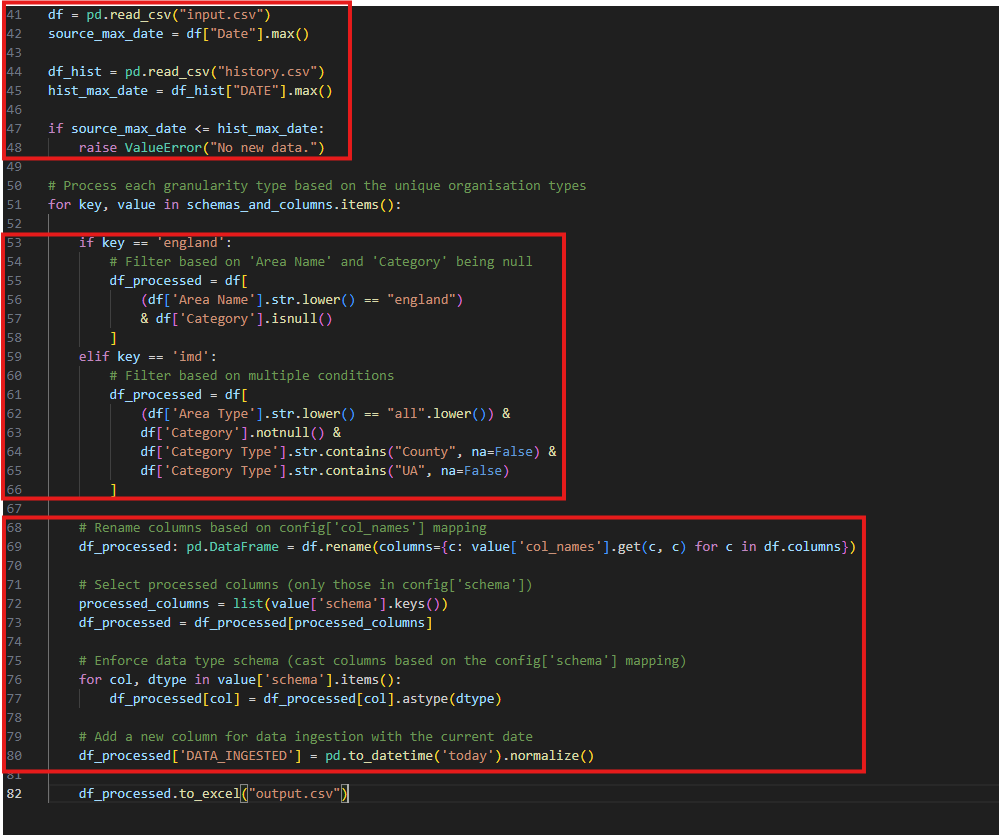 41 df = pd.read_csv("input.csv")
42 source_max_date = df["Date"].max()
43
44 df_hist = pd.read_csv("history.csv")
45 hist_max_date = df_hist["DATE"].max()
46
47 if source_max_date <= hist_max_date:
48     raise ValueError("No new data.")
49
50 # Process each granularity type based on the unique organisation types
51 for key, value in schemas_and_columns.items():
52
53     if key == 'england':
54         # Filter based on 'Area Name' and 'Category' being null
55         df_processed = df[
56             (df['Area Name'].str.lower() == "england")
57             & df['Category'].isnull()
58         ]
59     elif key == 'imd':
60         # Filter based on multiple conditions
61         df_processed = df[
62             (df['Area Type'].str.lower() == "all".lower()) &
63             df['Category'].notnull() &
64             df['Category Type'].str.contains("County", na=False) &
65             df['Category Type'].str.contains("UA", na=False)
66         ]
67
68     # Rename columns based on config['col_names'] mapping
69     df_processed: pd.DataFrame = df.rename(columns={c: value['col_names'].get(c, c) for c in df.columns})
70
71     # Select processed columns (only those in config['schema'])
72     processed_columns = list(value['schema'].keys())
73     df_processed = df_processed[processed_columns]
74
75     # Enforce data type schema (cast columns based on the config['schema'] mapping)
76     for col, dtype in value['schema'].items():
77         df_processed[col] = df_processed[col].astype(dtype)
78
79     # Add a new column for data ingestion with the current date
80     df_processed['DATA_INGESTED'] = pd.to_datetime('today').normalize()
81
82     df_processed.to_excel("output.csv")